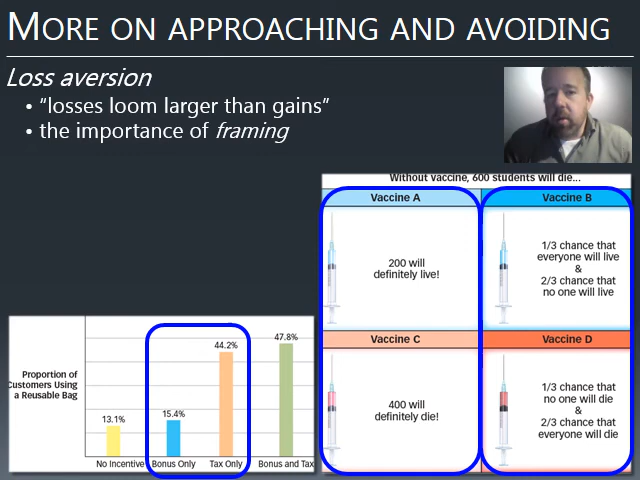 MORE ON APPROACHING AND AVOIDING
Loss aversion
• "losses loom larger than gains"
• the importance of framing
Without vaccine, 600 students will die...
Vaccine A
Vaccine B
200 will
definitely live!
1/3 chance that
everyone will live
&
2/3 chance that
no one will live
Vaccine C
Vaccine D
400 will
definitely die!
1/3 chance that
no one will die
&
2/3 chance that
everyone will die
Proportion of
Customers Using
a Reusable Bag
13.1%
15.4%
44.2%
47.8%
No Incentive
Bonus Only
Tax Only
Bonus and Tax